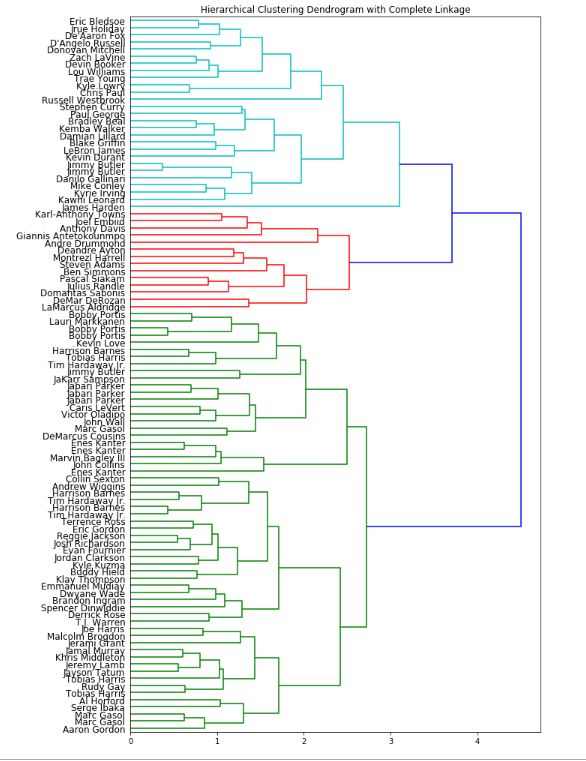 Hierarchical Clustering Dendrogram with Complete Linkage
Eric Bledsoe
Jrue Holiday
De'Aaron Fox
D'Angelo Russell
Donovan Mitchell
Zach LaVine
Devin Booker
Lou Williams
Trae Young
Kyle Lowry
Chris Paul
Russell Westbrook
Stephen Curry
Paul George
Bradley Beal
Kemba Walker
Damian Lillard
Blake Griffin
LeBron James
Kevin Durant
Jimmy Butler
Jimmy Butler
Danilo Gallinari
Mike Conley
Kyrie Irving
Kawhi Leonard
James Harden
Karl-Anthony Towns
Joel Embiid
Anthony Davis
Giannis Antetokounmpo
Andre Drummond
Deandre Ayton
Montrezl Harrell
Steven Adams
Ben Simmons
Pascal Siakam
Julius Randle
Domantas Sabonis
DeMar DeRozan
LaMarcus Aldridge
Bobby Portis
Lauri Markkanen
Bobby Portis
Bobby Portis
Kevin Love
Harrison Barnes
Tobias Harris
Tim Hardaway Jr.
Jimmy Butler
JaKarr Sampson
Jabari Parker
Jabari Parker
Jabari Parker
Caris LeVert
Victor Oladipo
John Wall
Marc Gasol
DeMarcus Cousins
Enes Kanter
Enes Kanter
Marvin Bagley III
John Collins
Enes Kanter
Collin Sexton
Andrew Wiggins
Harrison Barnes
Tim Hardaway Jr.
Harrison Barnes
Tim Hardaway Jr.
Terrence Ross
Eric Gordon
Reggie Jackson
Josh Richardson
Evan Fournier
Jordan Clarkson
Kyle Kuzma
Buddy Hield
Klay Thompson
Emmanuel Mudiay
Dwyane Wade
Brandon Ingram
Spencer Dinwiddie
Derrick Rose
T.J. Warren
Joe Harris
Malcolm Brogdon
Jerami Grant
Jamal Murray
Khris Middleton
Jeremy Lamb
Jayson Tatum
Tobias Harris
Rudy Gay
Tobias Harris
Al Horford
Serge Ibaka
Marc Gasol
Marc Gasol
Aaron Gordon
0 1 2 3 4